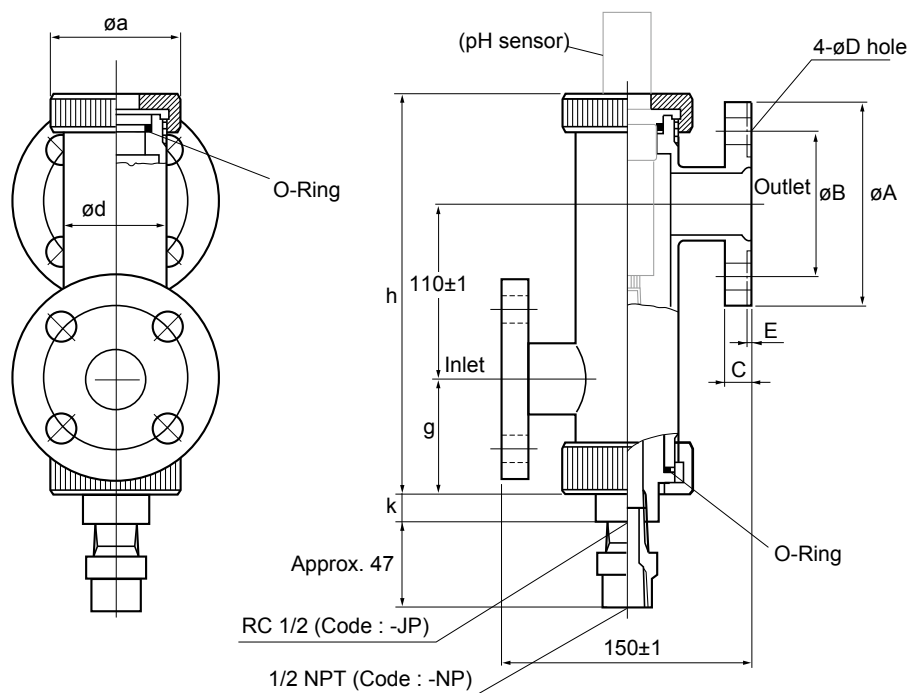 øa
(pH sensor)
4-øD hole
O-Ring
Outlet
øB
øA
ød
h
110±1
E
C
Inlet
g
k
Approx. 47
O-Ring
RC 1/2 (Code : -JP)
150±1
1/2 NPT (Code : -NP)